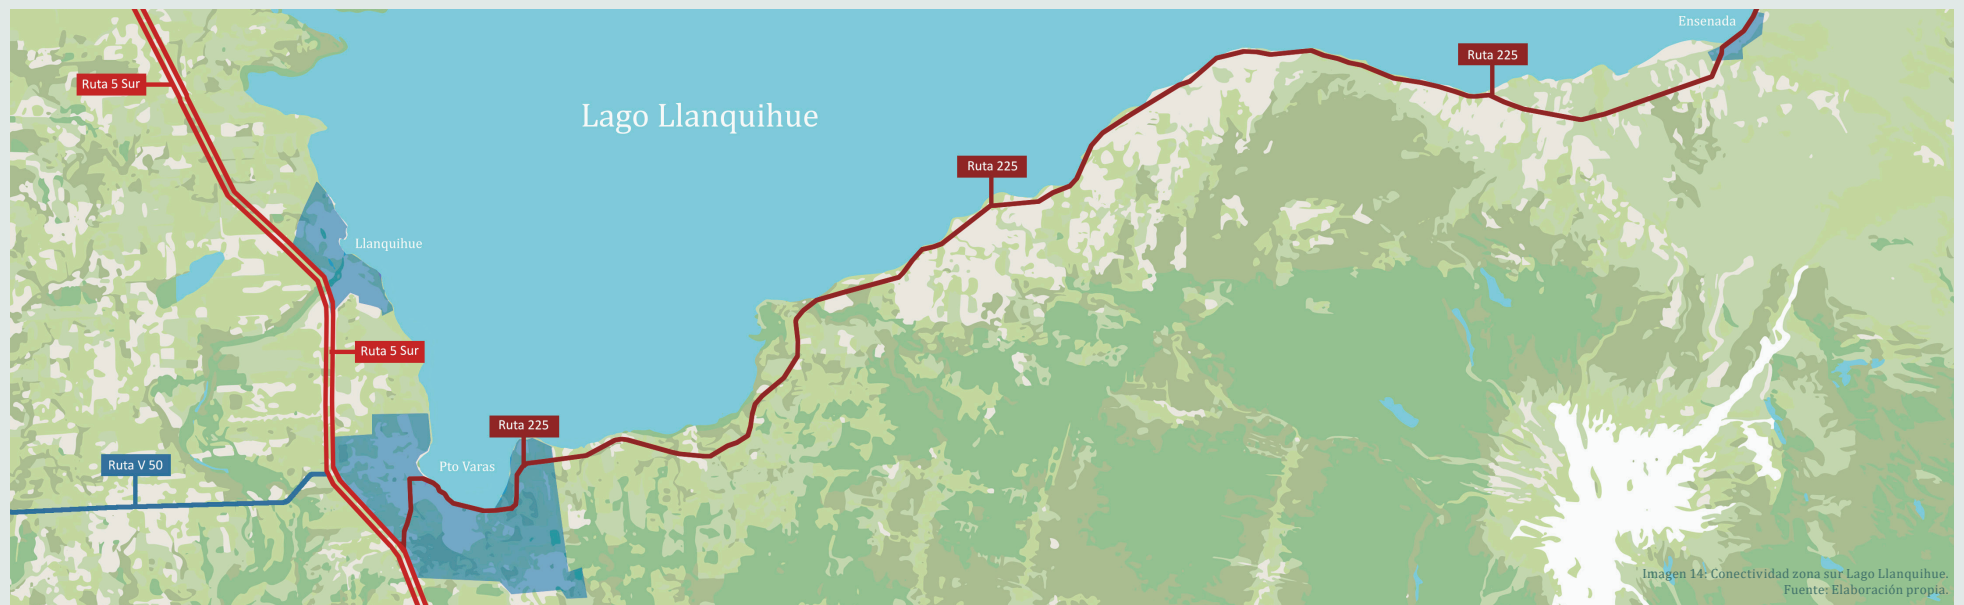 Ensenada
Ruta 225
Ruta 5 Sur
Lago Llanquihue
Ruta 225
Llanquihue
Ruta 5 Sur
Ruta 225
Ruta V 50
Pto Varas
Imagen 14: Conectividad zona sur Lago Llanquihue.
Fuente: Elaboración propia.